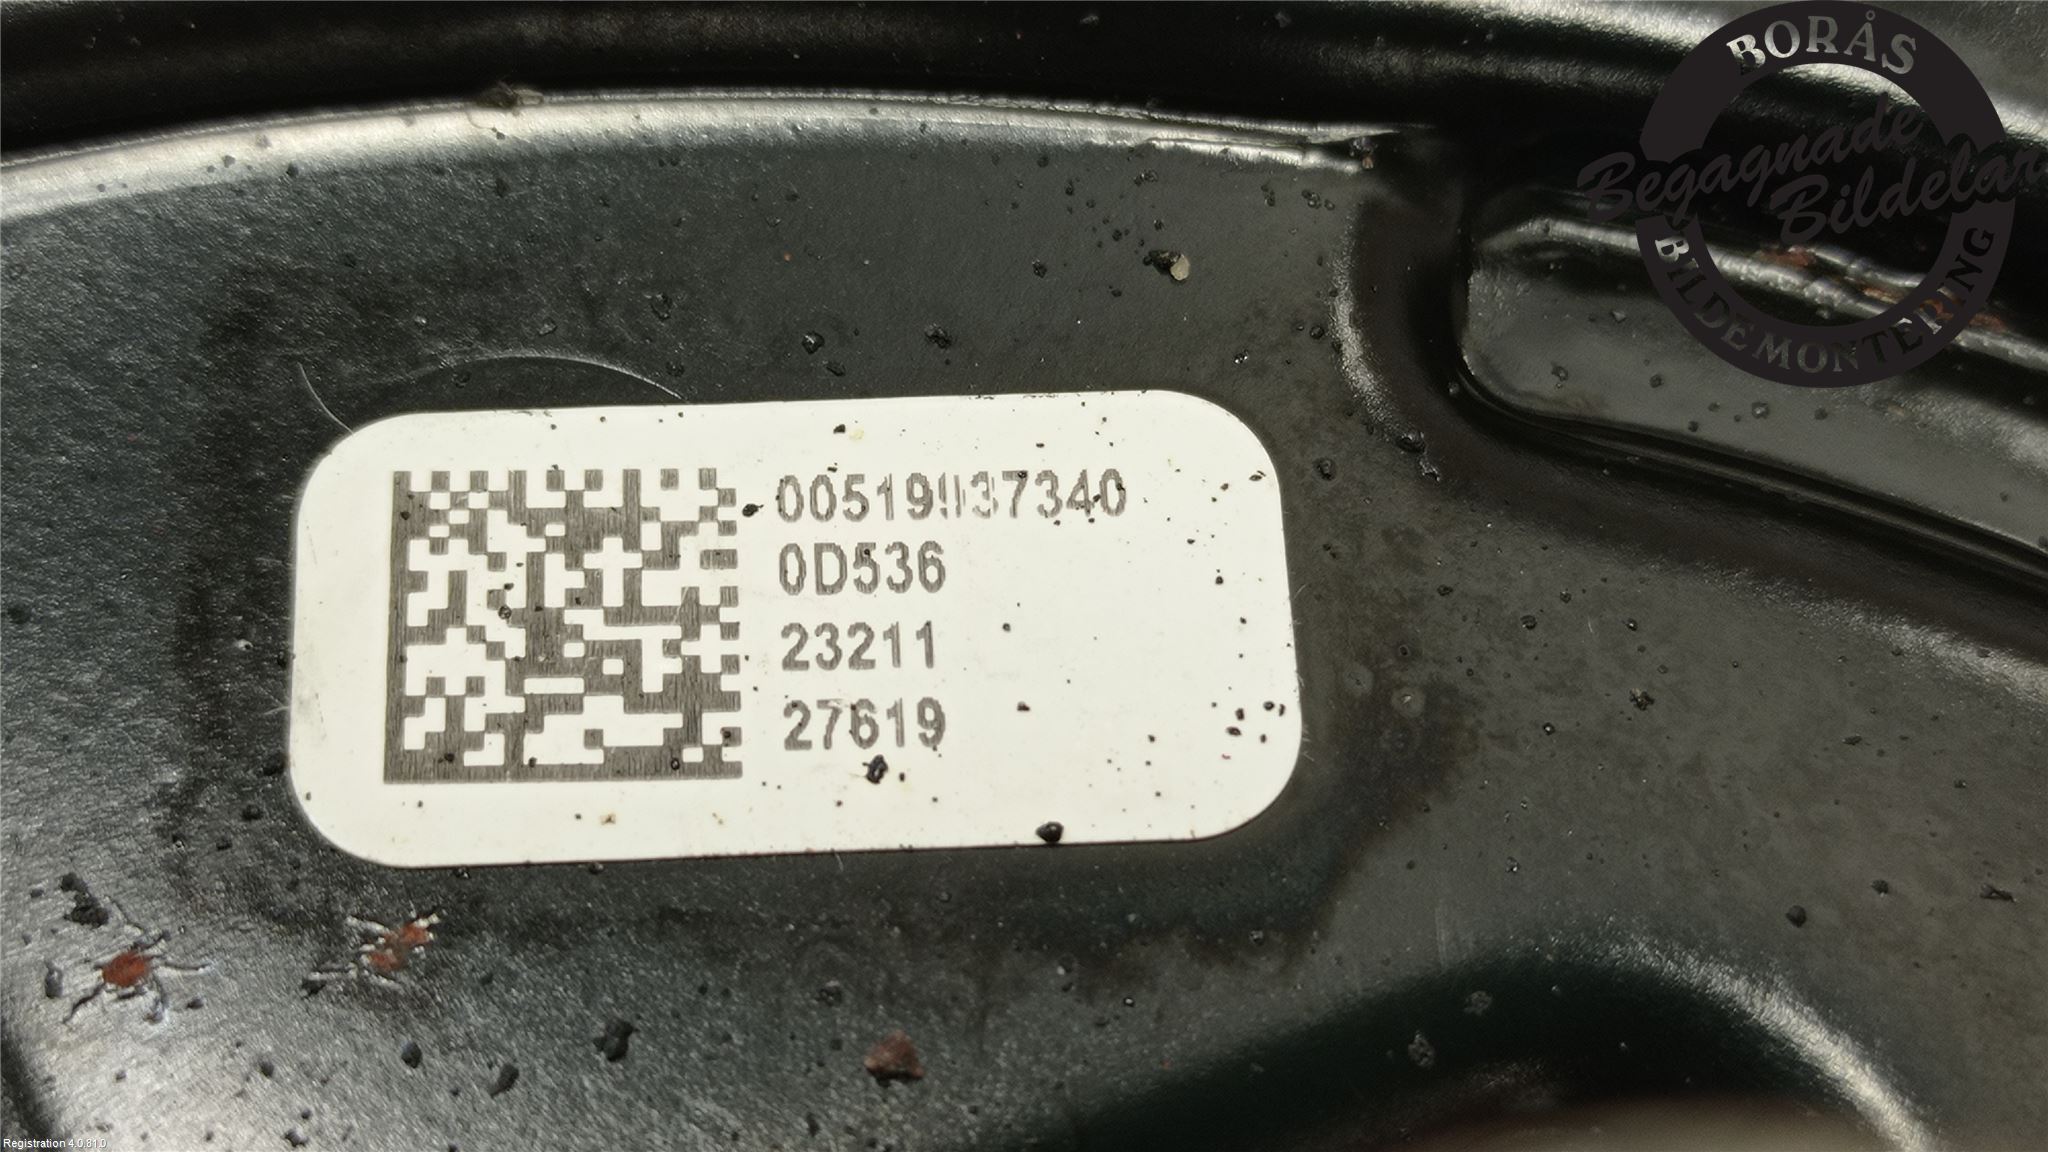 BORÅS
Begagnade
Bildelar
BILDEMONTERING
00519937340
0D536
23211
27619
Registration 4.0.81.0